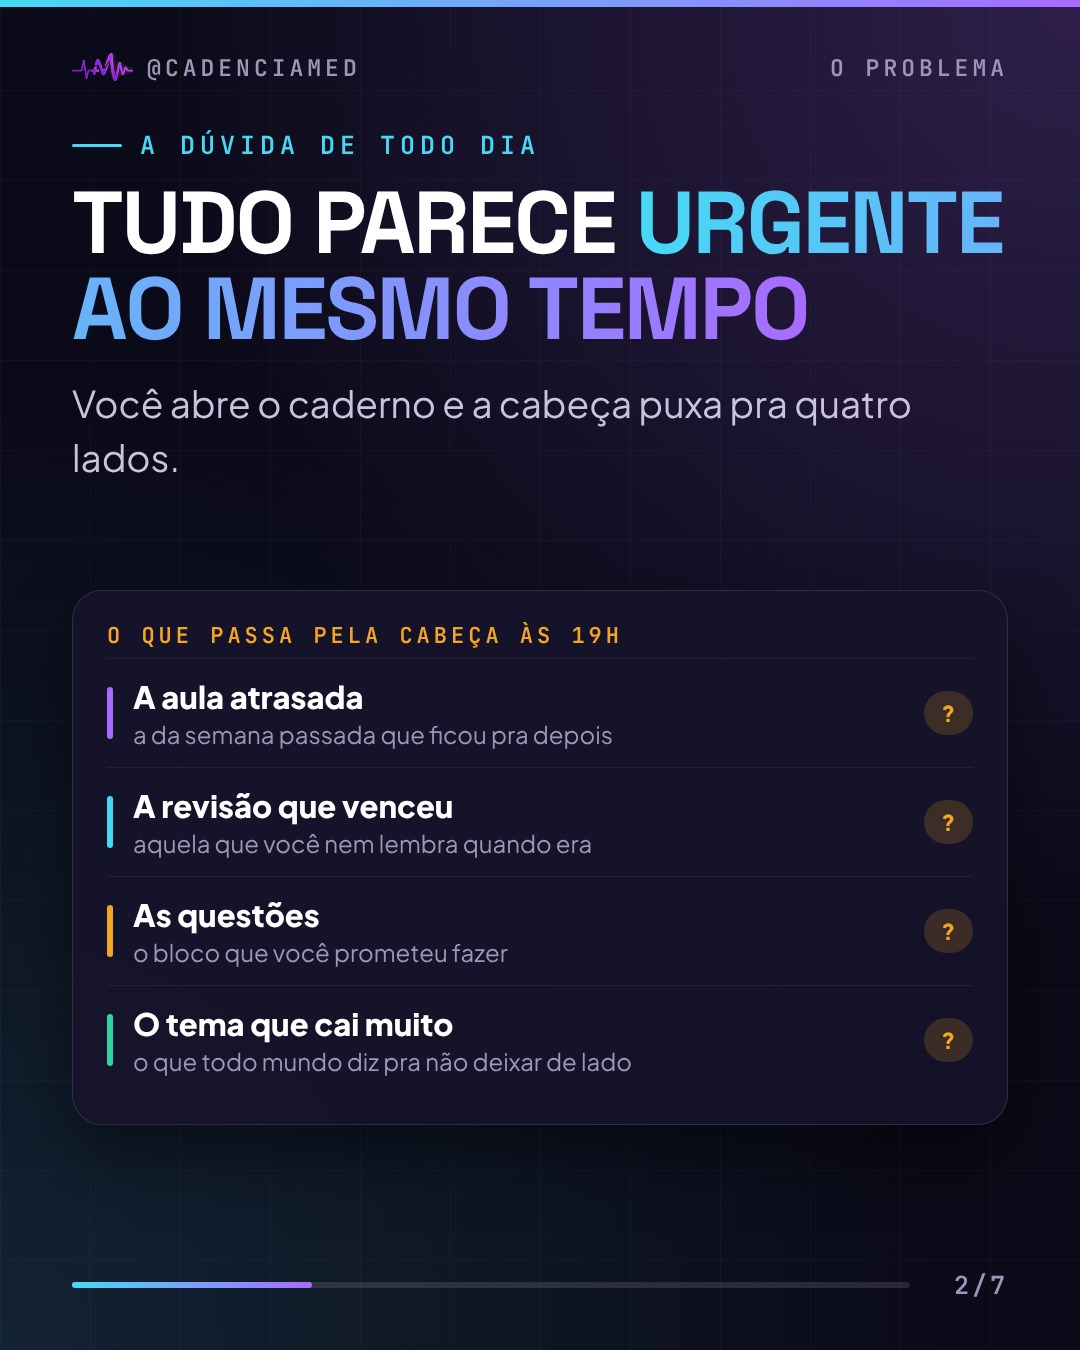 @CADENCIAMED
O PROBLEMA
A DÚVIDA DE TODO DIA
TUDO PARECE URGENTE
AO MESMO TEMPO
Você abre o caderno e a cabeça puxa pra quatro
lados.
O QUE PASSA PELA CABEÇA ÀS 19H
A aula atrasada
a da semana passada que ficou pra depois
?
A revisão que venceu
aquela que você nem lembra quando era
?
As questões
o bloco que você prometeu fazer
?
O tema que cai muito
o que todo mundo diz pra não deixar de lado
?
2/7